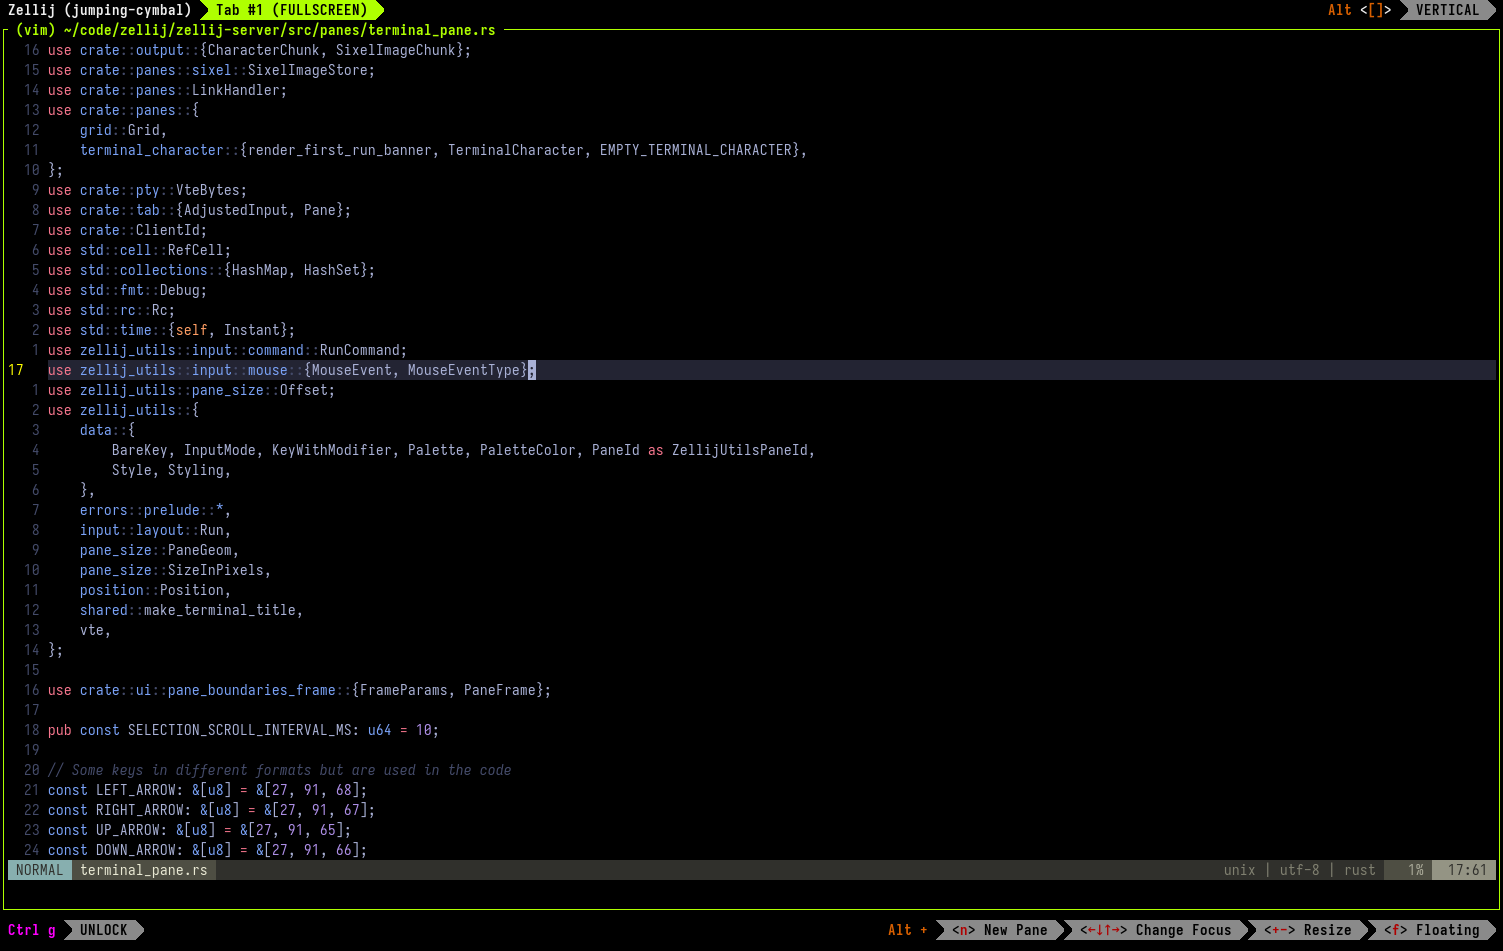 Zellij (jumping-cymbal) Tab #1 (FULLSCREEN) Alt <[]> VERTICAL
(vim) ~/code/zellij/zellij-server/src/panes/terminal_pane.rs
16 use crate::output::{CharacterChunk, SixelImageChunk};
15 use crate::panes::sixel::SixelImageStore;
14 use crate::panes::LinkHandler;
13 use crate::panes::{
12     grid::Grid,
11     terminal_character::{render_first_run_banner, TerminalCharacter, EMPTY_TERMINAL_CHARACTER},
10 };
9 use crate::pty::VteBytes;
8 use crate::tab::{AdjustedInput, Pane};
7 use crate::ClientId;
6 use std::cell::RefCell;
5 use std::collections::{HashMap, HashSet};
4 use std::fmt::Debug;
3 use std::rc::Rc;
2 use std::time::{self, Instant};
1 use zellij_utils::input::command::RunCommand;
17 use zellij_utils::input::mouse::{MouseEvent, MouseEventType};
1 use zellij_utils::pane_size::Offset;
2 use zellij_utils::{
3     data::{
4         BareKey, InputMode, KeyWithModifier, Palette, PaletteColor, PaneId as ZellijUtilsPaneId,
5         Style, Styling,
6     },
7     errors::prelude::*,
8     input::layout::Run,
9     pane_size::PaneGeom,
10     pane_size::SizeInPixels,
11     position::Position,
12     shared::make_terminal_title,
13     vte,
14 };
15
16 use crate::ui::pane_boundaries_frame::{FrameParams, PaneFrame};
17
18 pub const SELECTION_SCROLL_INTERVAL_MS: u64 = 10;
19
20 // Some keys in different formats but are used in the code
21 const LEFT_ARROW: &[u8] = &[27, 91, 68];
22 const RIGHT_ARROW: &[u8] = &[27, 91, 67];
23 const UP_ARROW: &[u8] = &[27, 91, 65];
24 const DOWN_ARROW: &[u8] = &[27, 91, 66];
NORMAL terminal_pane.rs unix | utf-8 | rust 1% 17:61
Ctrl g UNLOCK Alt + <n> New Pane <←↓↑→> Change Focus <+-> Resize <f> Floating